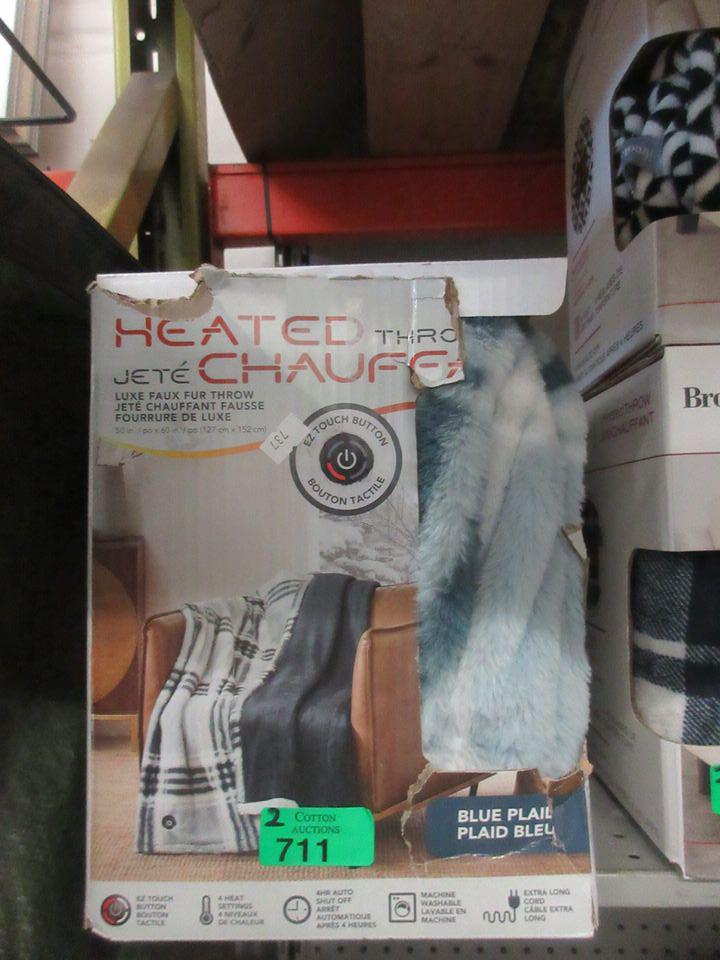 HEATED THRO
JETÉ CHAUFFA
LUXE FAUX FUR THROW
JETÉ CHAUFFANT FAUSSE
FOURRURE DE LUXE
50 in. / po x 60 in. / po (127 cm x 152 cm)
737
EZ TOUCH BUTTON
BOUTON TACTILE
Bro
BLUE PLAID
PLAID BLEU
2 COTTON
AUCTIONS
711
EZ TOUCH
BUTTON
BOUTON
TACTILE
4 HEAT
SETTINGS
4 NIVEAUX
DE CHALEUR
4HR AUTO
SHUT OFF
ARRÊT
AUTOMATIQUE
APRÈS 4 HEURES
MACHINE
WASHABLE
LAVABLE EN
MACHINE
EXTRA LONG
CORD
CÂBLE EXTRA
LONG